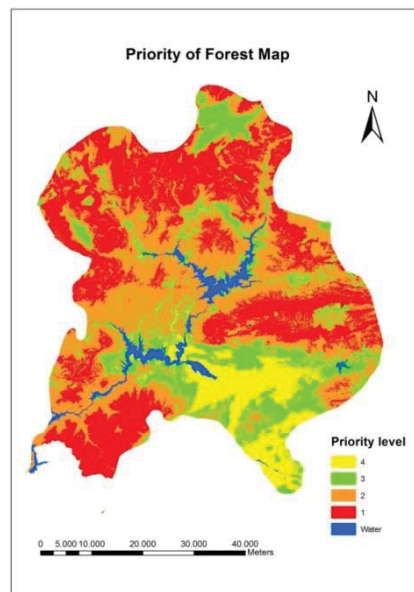 Priority of Forest Map
N
Priority level
4
3
2
1
Water
0 5.000 10.000 20.000 30.000 40.000
Meters